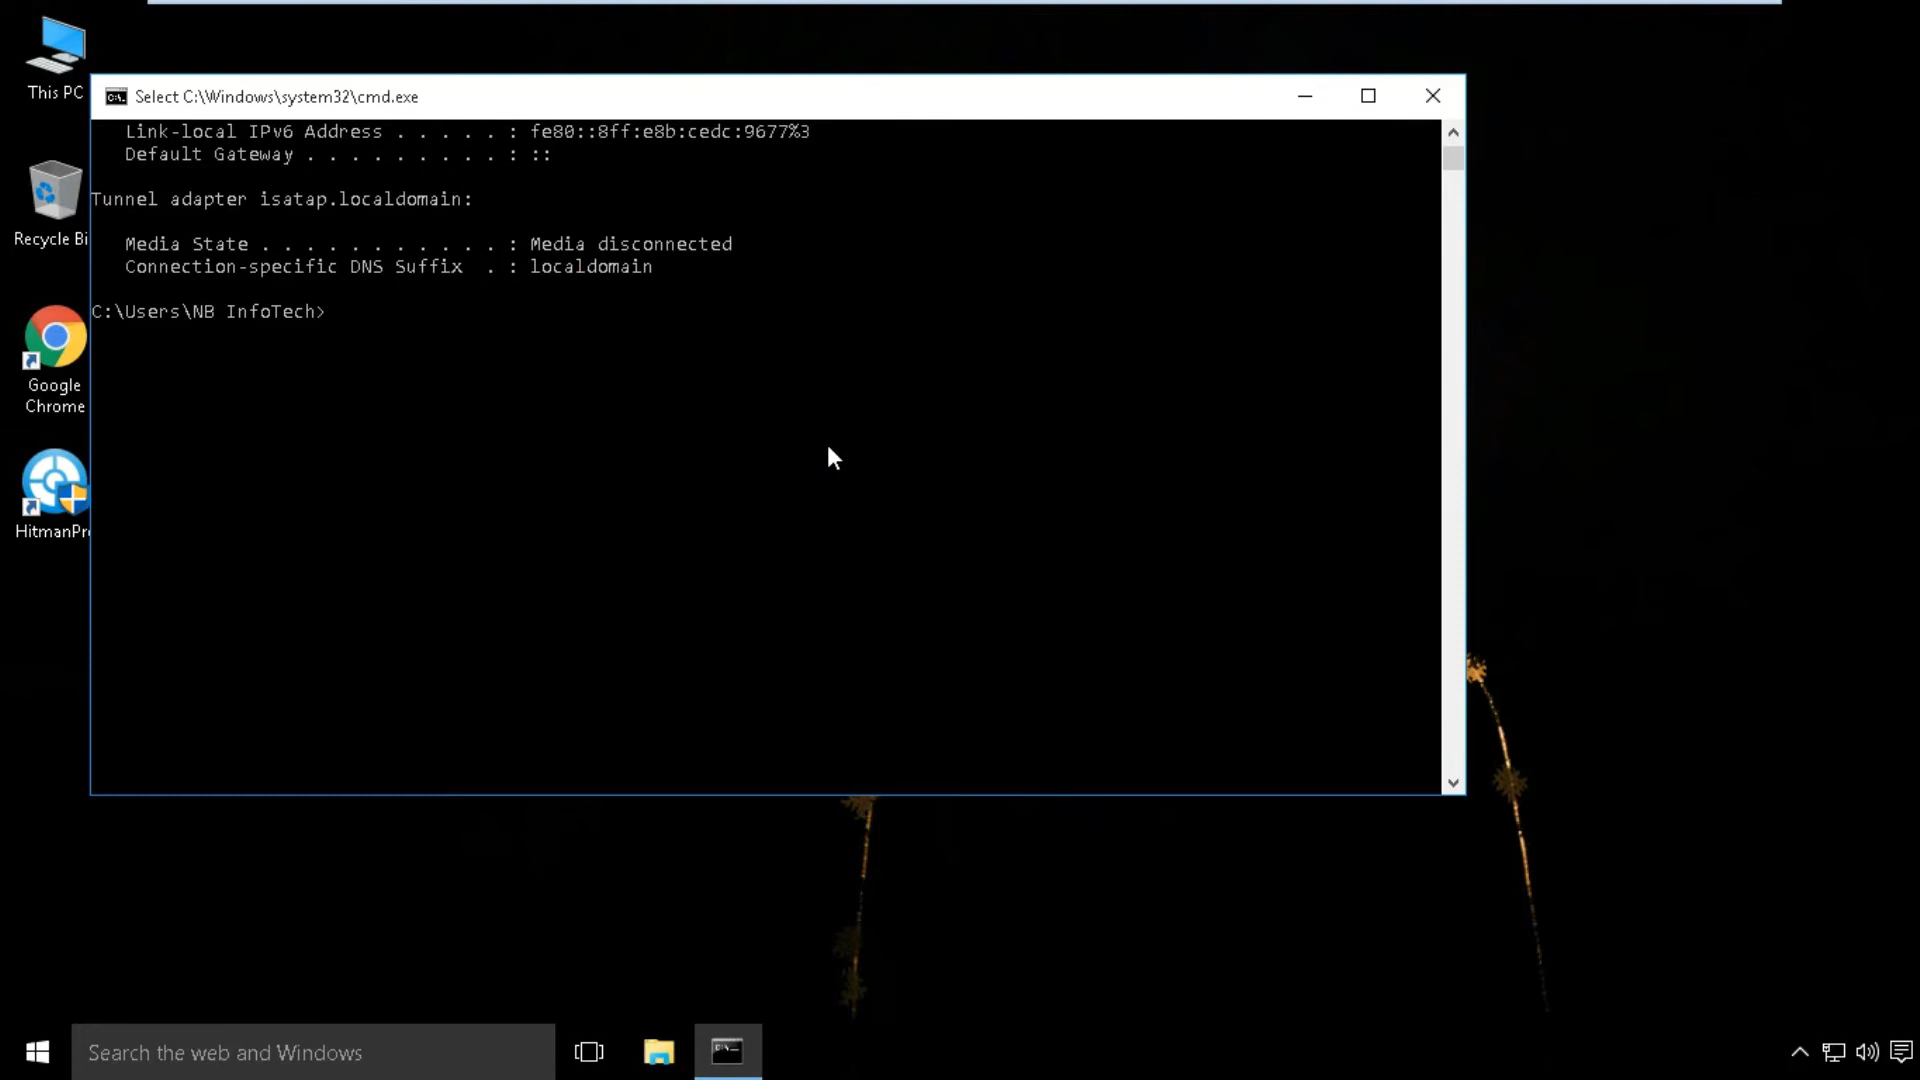 This PC
Recycle Bi
Google
Chrome
HitmanPr
Select C:\Windows\system32\cmd.exe
Link-local IPv6 Address . . . . . : fe80::8ff:e8b:cedc:9677%3
Default Gateway . . . . . . . . . : ::
Tunnel adapter isatap.localdomain:
Media State . . . . . . . . . . . : Media disconnected
Connection-specific DNS Suffix  . : localdomain
C:\Users\NB InfoTech>
Search the web and Windows